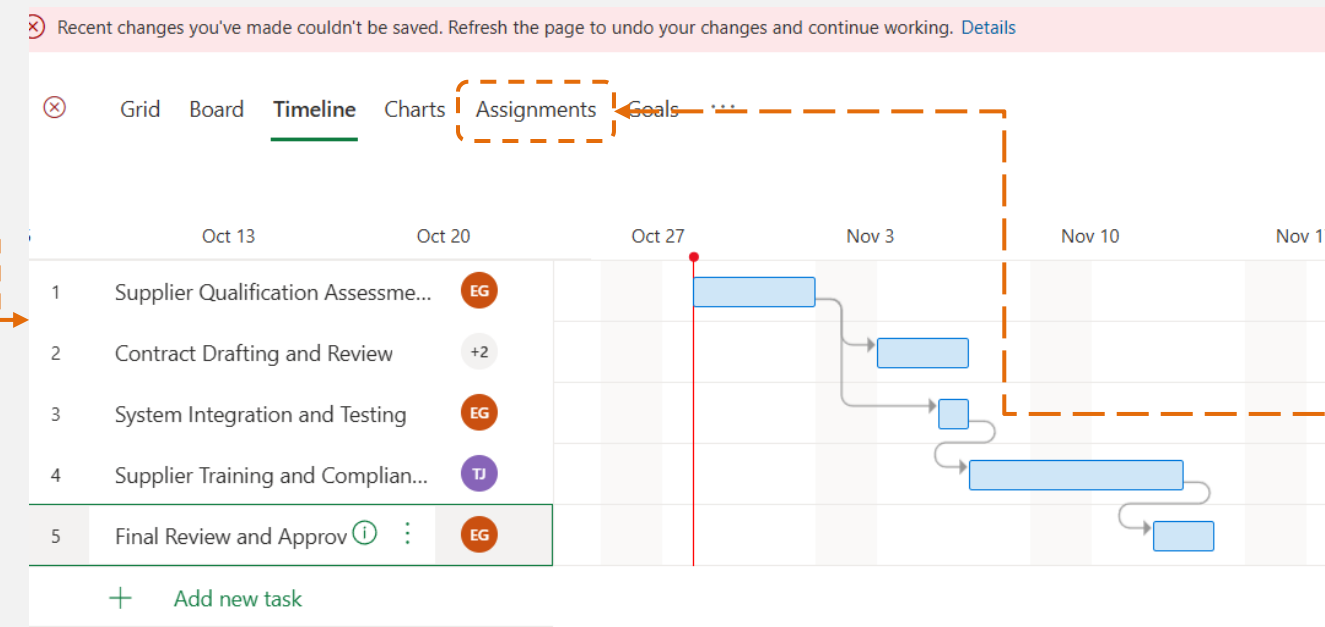 Recent changes you've made couldn't be saved. Refresh the page to undo your changes and continue working. Details
Grid Board Timeline Charts Assignments Goals ...
Oct 13 Oct 20 Oct 27 Nov 3 Nov 10 Nov 1
1 Supplier Qualification Assessme... EG
2 Contract Drafting and Review +2
3 System Integration and Testing EG
4 Supplier Training and Complian... TJ
5 Final Review and Approv EG
+ Add new task